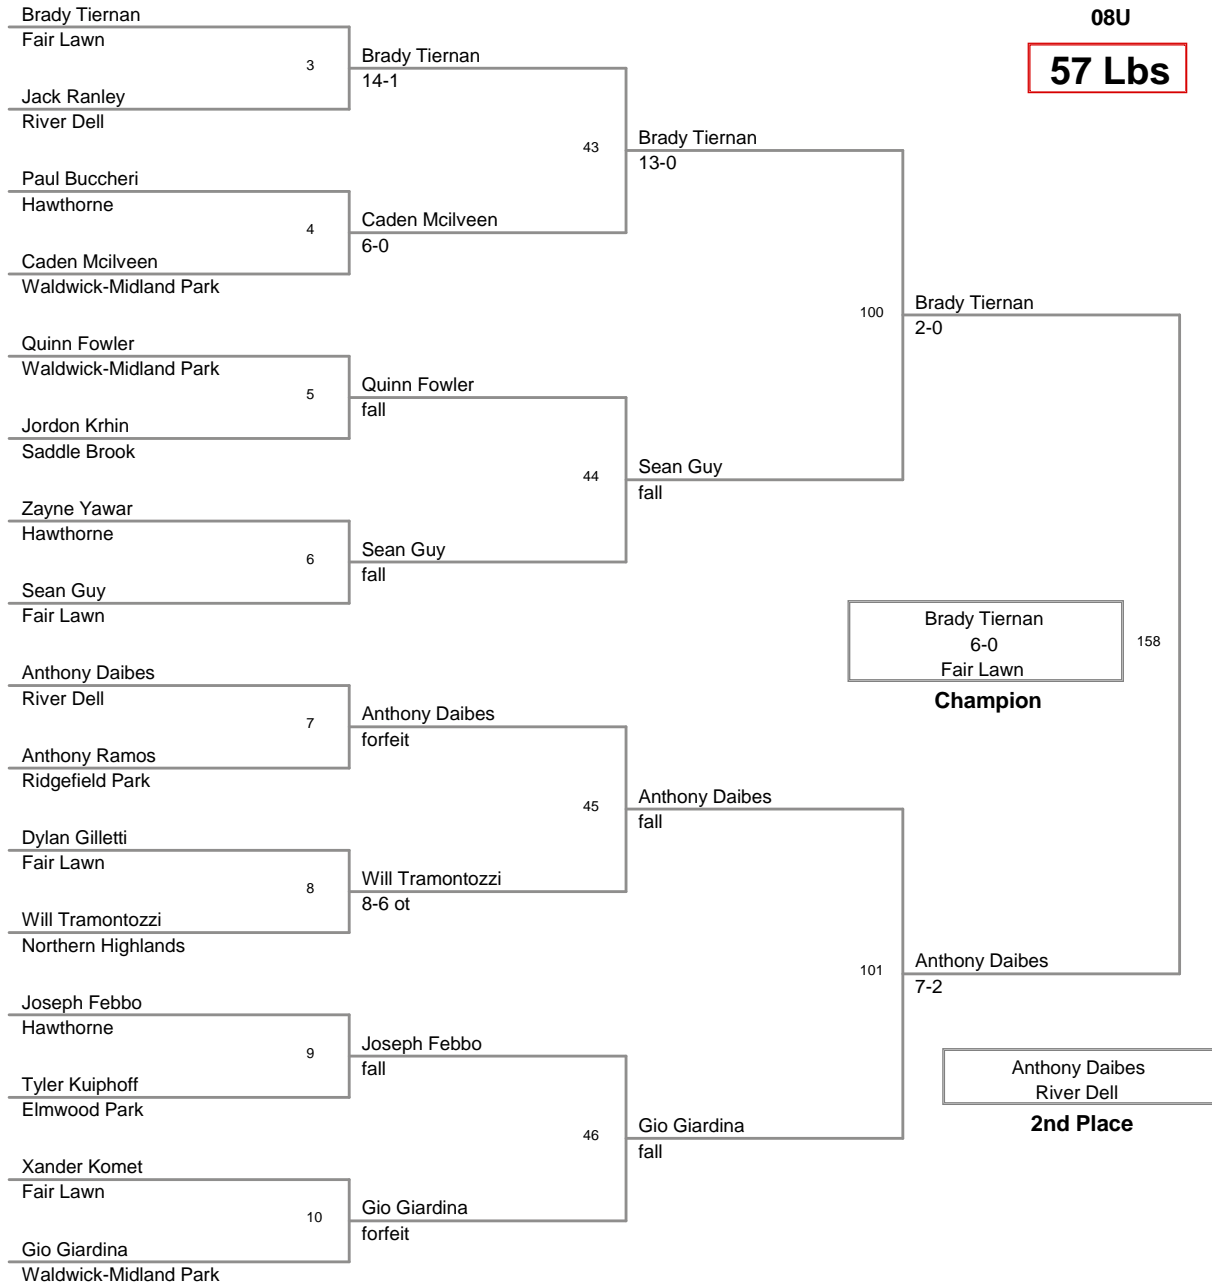 Brady Tiernan
Fair Lawn
3
Jack Ranley
River Dell
Paul Buccheri
Hawthorne
4
Caden Mcilveen
Waldwick-Midland Park
Quinn Fowler
Waldwick-Midland Park
5
Jordon Krhin
Saddle Brook
Zayne Yawar
Hawthorne
6
Sean Guy
Fair Lawn
Anthony Daibes
River Dell
7
Anthony Ramos
Ridgefield Park
Dylan Gilletti
Fair Lawn
8
Will Tramontozzi
Northern Highlands
Joseph Febbo
Hawthorne
9
Tyler Kuiphoff
Elmwood Park
Xander Komet
Fair Lawn
10
Gio Giardina
Waldwick-Midland Park
Brady Tiernan
14-1
43
Caden Mcilveen
6-0
Quinn Fowler
fall
44
Sean Guy
fall
Anthony Daibes
forfeit
45
Will Tramontozzi
8-6 ot
Joseph Febbo
fall
46
Gio Giardina
forfeit
Brady Tiernan
13-0
100
Sean Guy
fall
Anthony Daibes
fall
101
Gio Giardina
fall
08U
57 Lbs
Brady Tiernan
2-0
Brady Tiernan
6-0
Fair Lawn
158
Champion
Anthony Daibes
7-2
Anthony Daibes
River Dell
2nd Place